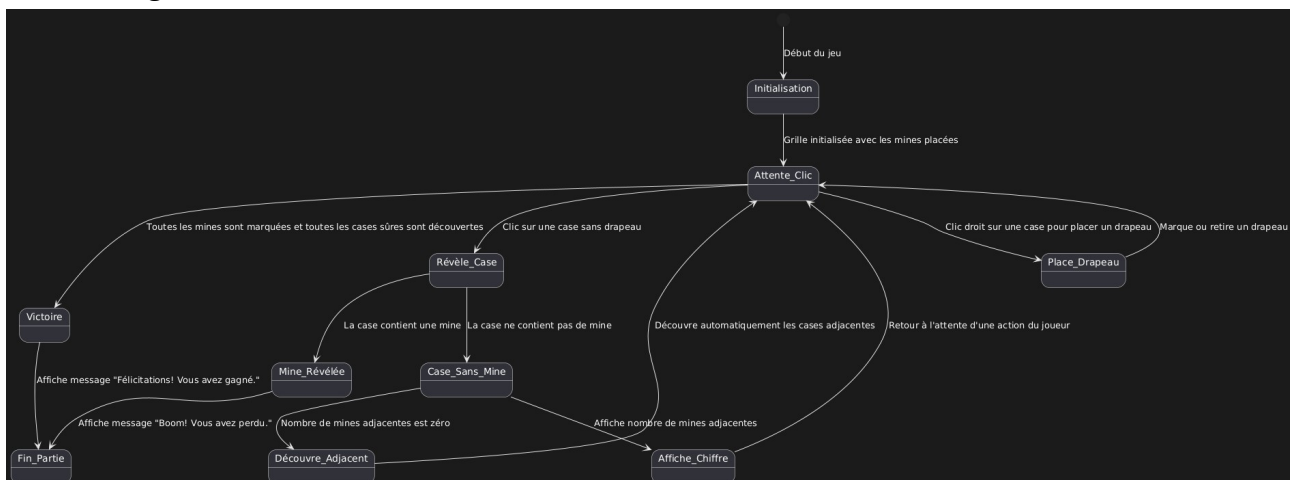 Début du jeu
Initialisation
Grille initialisée avec les mines placées
Attente_Clic
Toutes les mines sont marquées et toutes les cases sûres sont découvertes
Clic sur une case sans drapeau
Clic droit sur une case pour placer un drapeau
Marque ou retire un drapeau
Révèle_Case
Place_Drapeau
Victoire
La case contient une mine
La case ne contient pas de mine
Découvre automatiquement les cases adjacentes
Retour à l'attente d'une action du joueur
Mine_Révélée
Case_Sans_Mine
Affiche message "Félicitations! Vous avez gagné."
Affiche message "Boom! Vous avez perdu."
Nombre de mines adjacentes est zéro
Affiche nombre de mines adjacentes
Fin_Partie
Découvre_Adjacent
Affiche_Chiffre